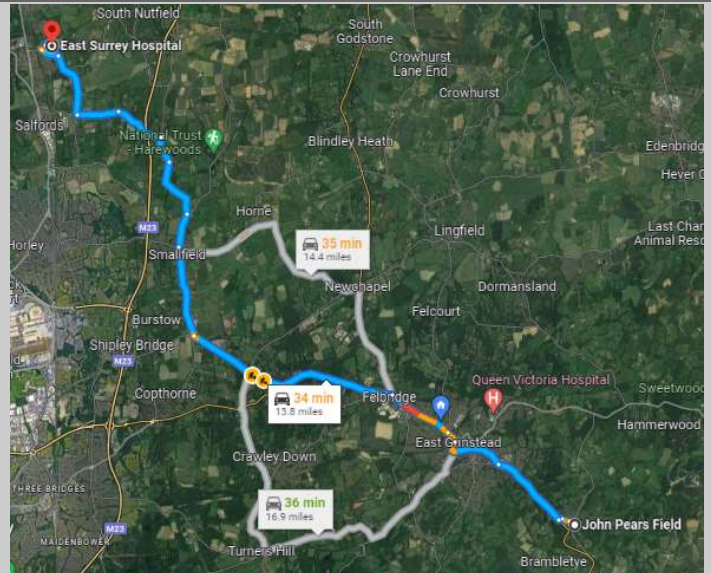 South Nutfield
East Surrey Hospital
South
Godstone
Crowhurst
Lane End
Crowhurst
Salfords
National Trust
- Harewoods
Blindley Heath
Edenbridg
Hever C
Horne
M23
Lingfield
Last Chan
Animal Resc
Horley
Smallfield
35 min
14.4 miles
Newchapel
Dormansland
Felcourt
Burstow
Shipley Bridge
M23
Copthorne
34 min
13.8 miles
Felbridge
Queen Victoria Hospital
H
Sweetwoo
Hammerwood
East Grinstead
Crawley Down
THREE BRIDGES
36 min
16.9 miles
M23
MAIDENBOWER
Turners Hill
John Pears Field
Brambletye